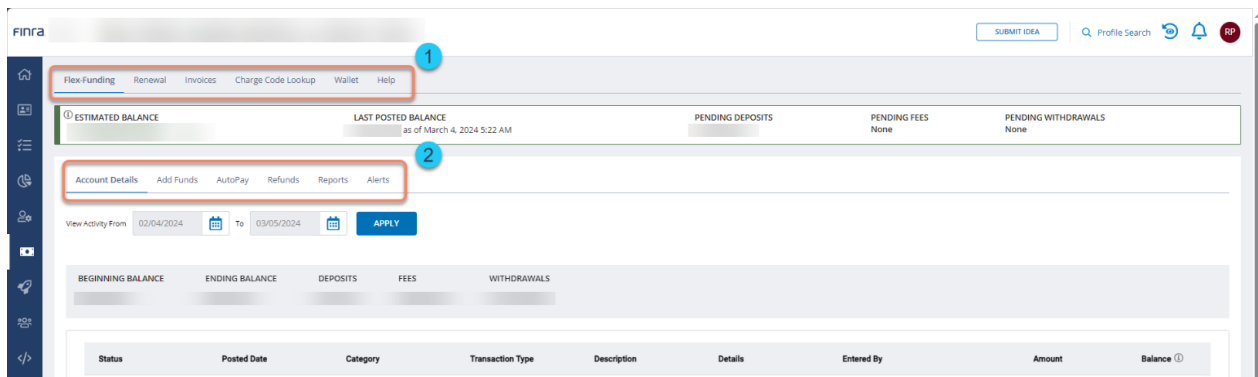 FINRA
SUBMIT IDEA
Profile Search
RP
1
Flex-Funding Renewal Invoices Charge Code Lookup Wallet Help
ESTIMATED BALANCE LAST POSTED BALANCE PENDING DEPOSITS PENDING FEES PENDING WITHDRAWALS
as of March 4, 2024 5:22 AM None None
2
Account Details Add Funds AutoPay Refunds Reports Alerts
View Activity From 02/04/2024 To 03/05/2024 APPLY
BEGINNING BALANCE ENDING BALANCE DEPOSITS FEES WITHDRAWALS
Status Posted Date Category Transaction Type Description Details Entered By Amount Balance